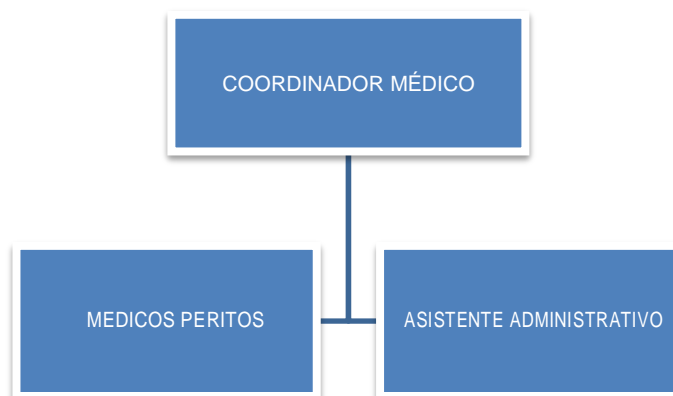 COORDINADOR MÉDICO
MEDICOS PERITOS
ASISTENTE ADMINISTRATIVO